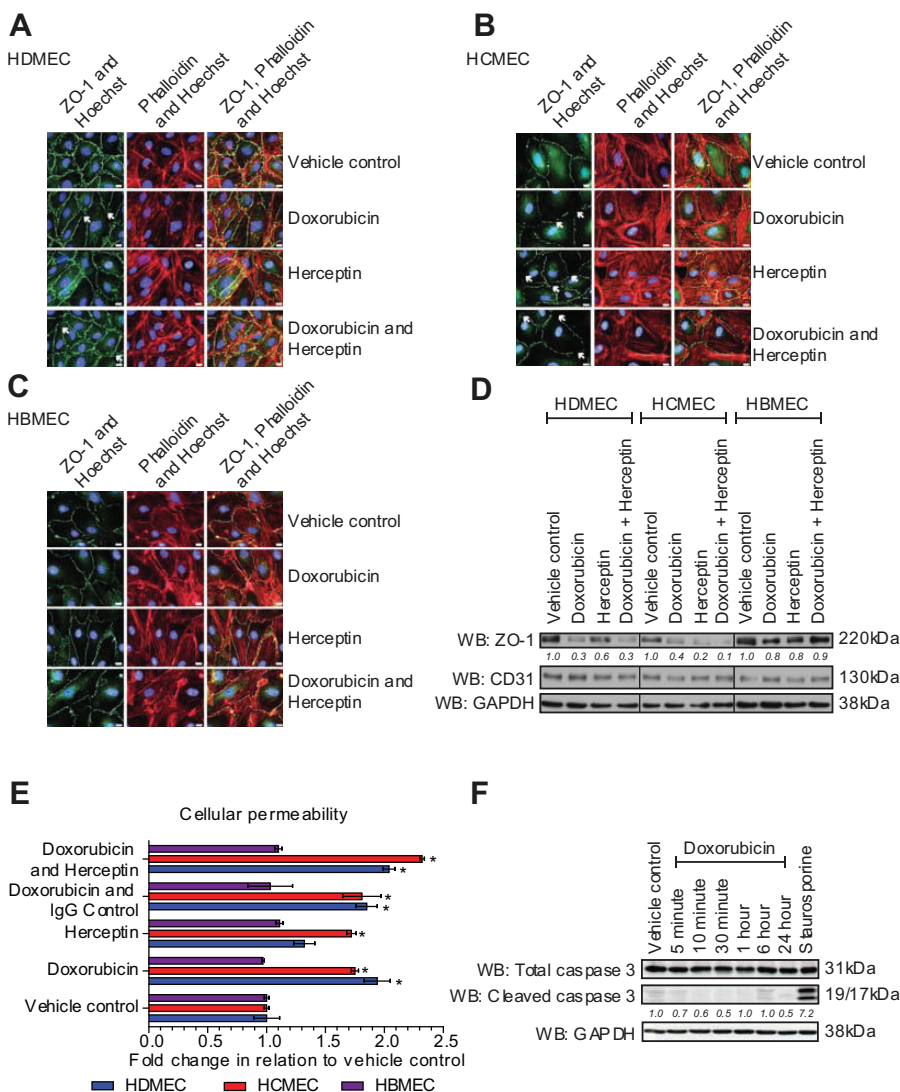 A
HDMEC
ZO-1 and
Hoechst
Phalloidin
and Hoechst
ZO-1, Phalloidin
and Hoechst
Vehicle control
Doxorubicin
Herceptin
Doxorubicin and
Herceptin
B
HCMEC
ZO-1 and
Hoechst
Phalloidin
and Hoechst
ZO-1, Phalloidin
and Hoechst
Vehicle control
Doxorubicin
Herceptin
Doxorubicin and
Herceptin
C
HBMEC
ZO-1 and
Hoechst
Phalloidin
and Hoechst
ZO-1, Phalloidin
and Hoechst
Vehicle control
Doxorubicin
Herceptin
Doxorubicin and
Herceptin
D
HDMEC HCMEC HBMEC
Vehicle control
Doxorubicin
Herceptin
Doxorubicin + Herceptin
Vehicle control
Doxorubicin
Herceptin
Doxorubicin + Herceptin
Vehicle control
Doxorubicin
Herceptin
Doxorubicin + Herceptin
WB: ZO-1 220kDa
1.0 0.3 0.6 0.3 1.0 0.4 0.2 0.1 1.0 0.8 0.8 0.9
WB: CD31 130kDa
WB: GAPDH 38kDa
E
Cellular permeability
Doxorubicin
and Herceptin
*
*
Doxorubicin and
IgG Control
*
*
Herceptin
*
Doxorubicin
*
*
Vehicle control
0.0 0.5 1.0 1.5 2.0 2.5
Fold change in relation to vehicle control
HDMEC HCMEC HBMEC
F
Doxorubicin
Vehicle control
5 minute
10 minute
30 minute
1 hour
6 hour
24 hour
Staurosporine
WB: Total caspase 3 31kDa
WB: Cleaved caspase 3 19/17kDa
1.0 0.7 0.6 0.5 1.0 1.0 0.5 7.2
WB: GAPDH 38kDa